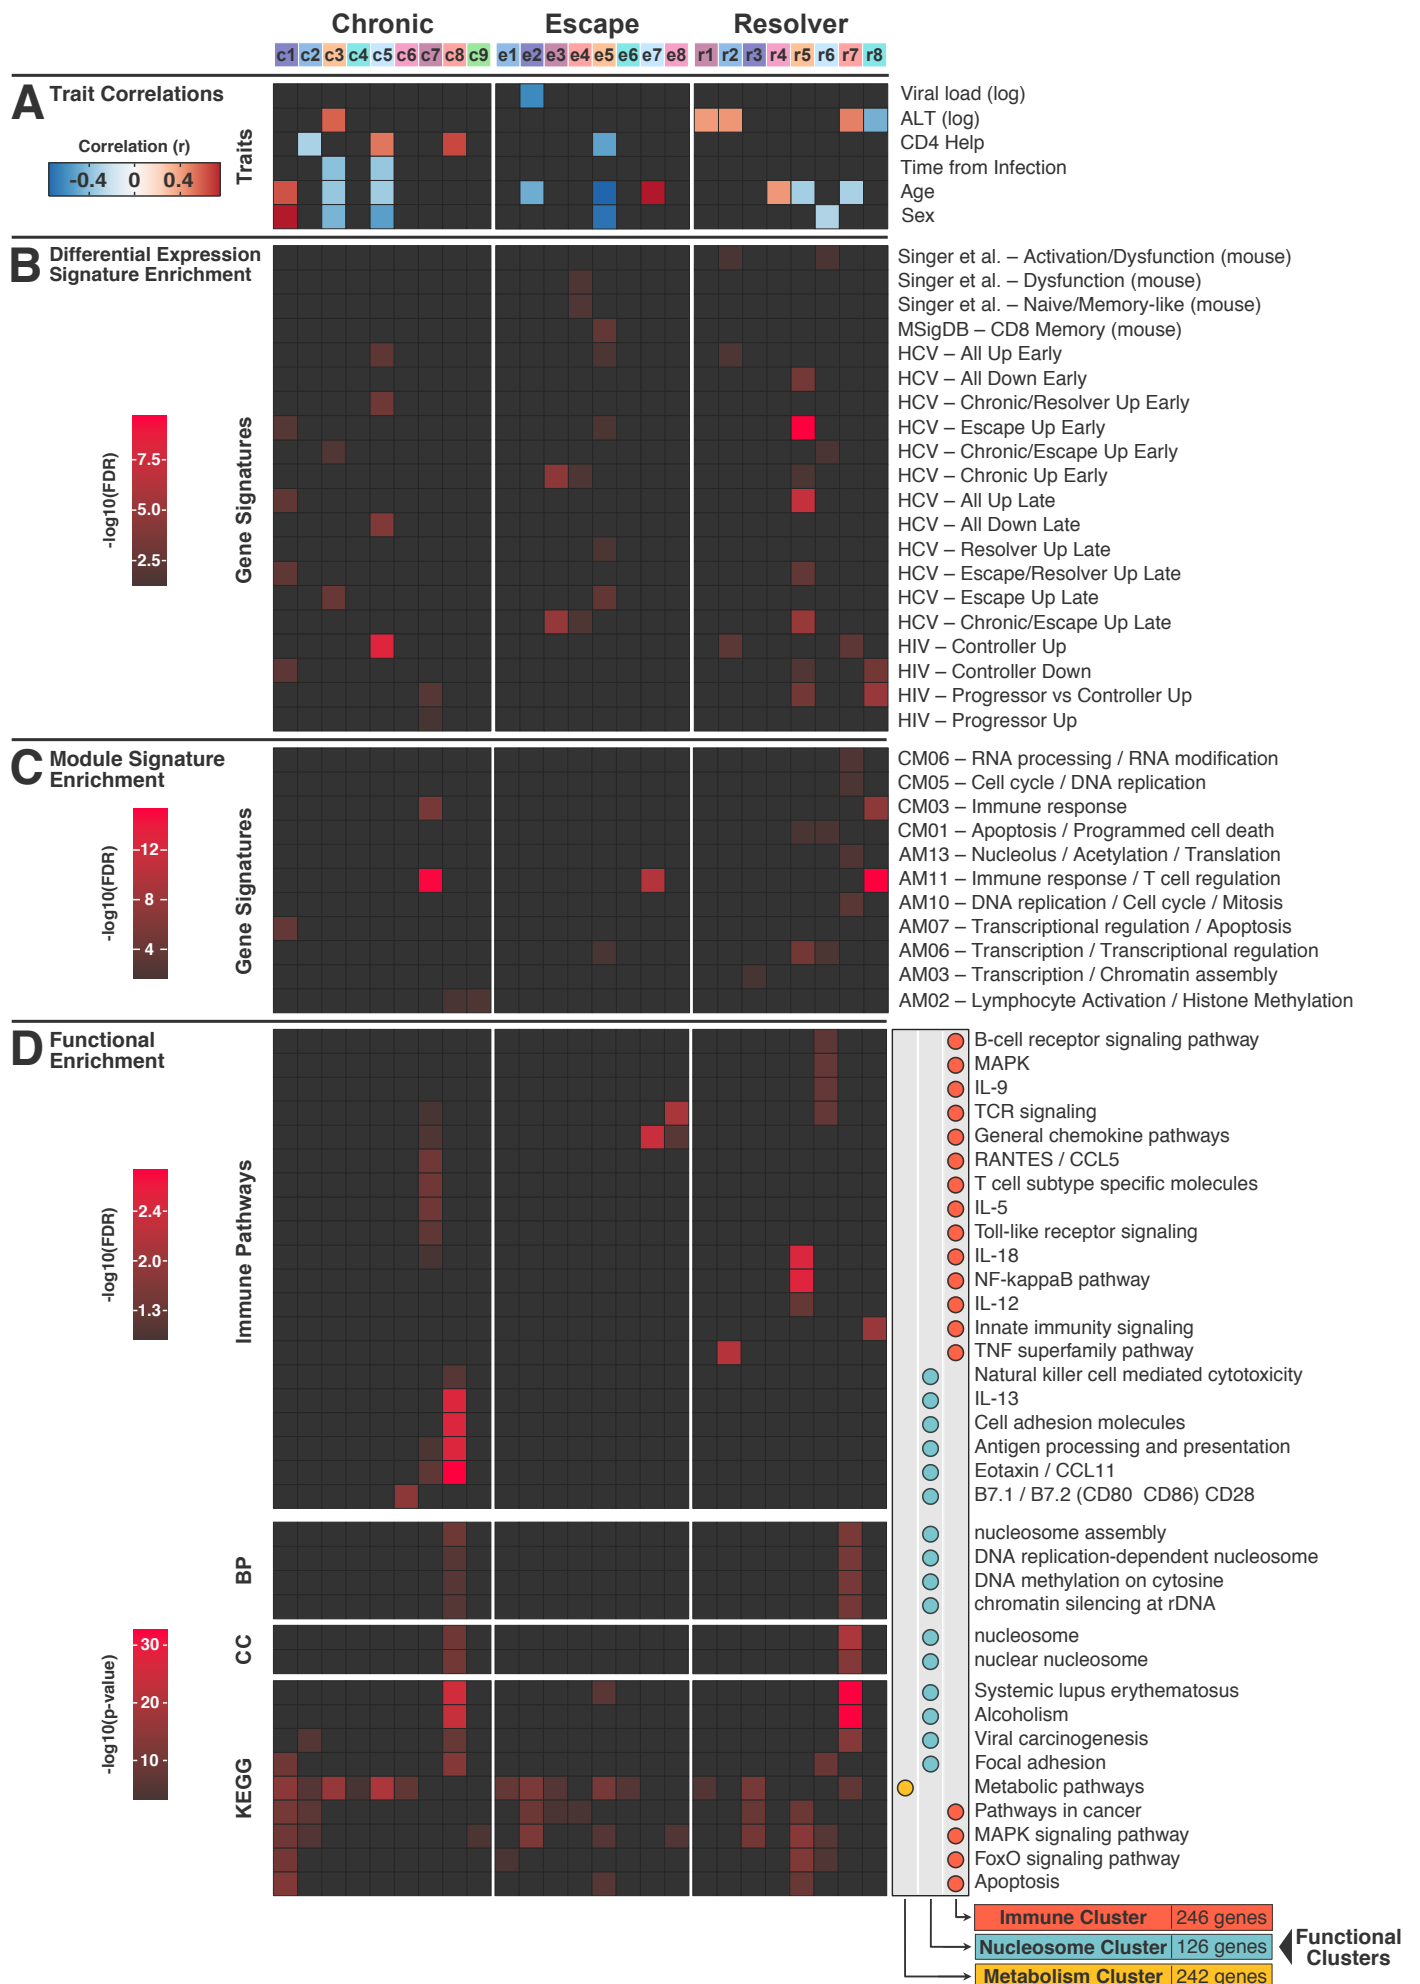 Chronic Escape Resolver
c1 c2 c3 c4 c5 c6 c7 c8 c9 e1 e2 e3 e4 e5 e6 e7 e8 r1 r2 r3 r4 r5 r6 r7 r8
A Trait Correlations
Correlation (r)
-0.4 0 0.4
Traits
Viral load (log)
ALT (log)
CD4 Help
Time from Infection
Age
Sex
B Differential Expression
Signature Enrichment
-log10(FDR)
7.5
5.0
2.5
Gene Signatures
Singer et al. – Activation/Dysfunction (mouse)
Singer et al. – Dysfunction (mouse)
Singer et al. – Naive/Memory-like (mouse)
MSigDB – CD8 Memory (mouse)
HCV – All Up Early
HCV – All Down Early
HCV – Chronic/Resolver Up Early
HCV – Escape Up Early
HCV – Chronic/Escape Up Early
HCV – Chronic Up Early
HCV – All Up Late
HCV – All Down Late
HCV – Resolver Up Late
HCV – Escape/Resolver Up Late
HCV – Escape Up Late
HCV – Chronic/Escape Up Late
HIV – Controller Up
HIV – Controller Down
HIV – Progressor vs Controller Up
HIV – Progressor Up
C Module Signature
Enrichment
-log10(FDR)
12
8
4
Gene Signatures
CM06 – RNA processing / RNA modification
CM05 – Cell cycle / DNA replication
CM03 – Immune response
CM01 – Apoptosis / Programmed cell death
AM13 – Nucleolus / Acetylation / Translation
AM11 – Immune response / T cell regulation
AM10 – DNA replication / Cell cycle / Mitosis
AM07 – Transcriptional regulation / Apoptosis
AM06 – Transcription / Transcriptional regulation
AM03 – Transcription / Chromatin assembly
AM02 – Lymphocyte Activation / Histone Methylation
D Functional
Enrichment
-log10(FDR)
2.4
2.0
1.3
Immune Pathways
B-cell receptor signaling pathway
MAPK
IL-9
TCR signaling
General chemokine pathways
RANTES / CCL5
T cell subtype specific molecules
IL-5
Toll-like receptor signaling
IL-18
NF-kappaB pathway
IL-12
Innate immunity signaling
TNF superfamily pathway
Natural killer cell mediated cytotoxicity
IL-13
Cell adhesion molecules
Antigen processing and presentation
Eotaxin / CCL11
B7.1 / B7.2 (CD80 CD86) CD28
BP
nucleosome assembly
DNA replication-dependent nucleosome
DNA methylation on cytosine
chromatin silencing at rDNA
CC
nucleosome
nuclear nucleosome
-log10(p-value)
30
20
10
KEGG
Systemic lupus erythematosus
Alcoholism
Viral carcinogenesis
Focal adhesion
Metabolic pathways
Pathways in cancer
MAPK signaling pathway
FoxO signaling pathway
Apoptosis
Immune Cluster 246 genes
Nucleosome Cluster 126 genes
Metabolism Cluster 242 genes
Functional
Clusters